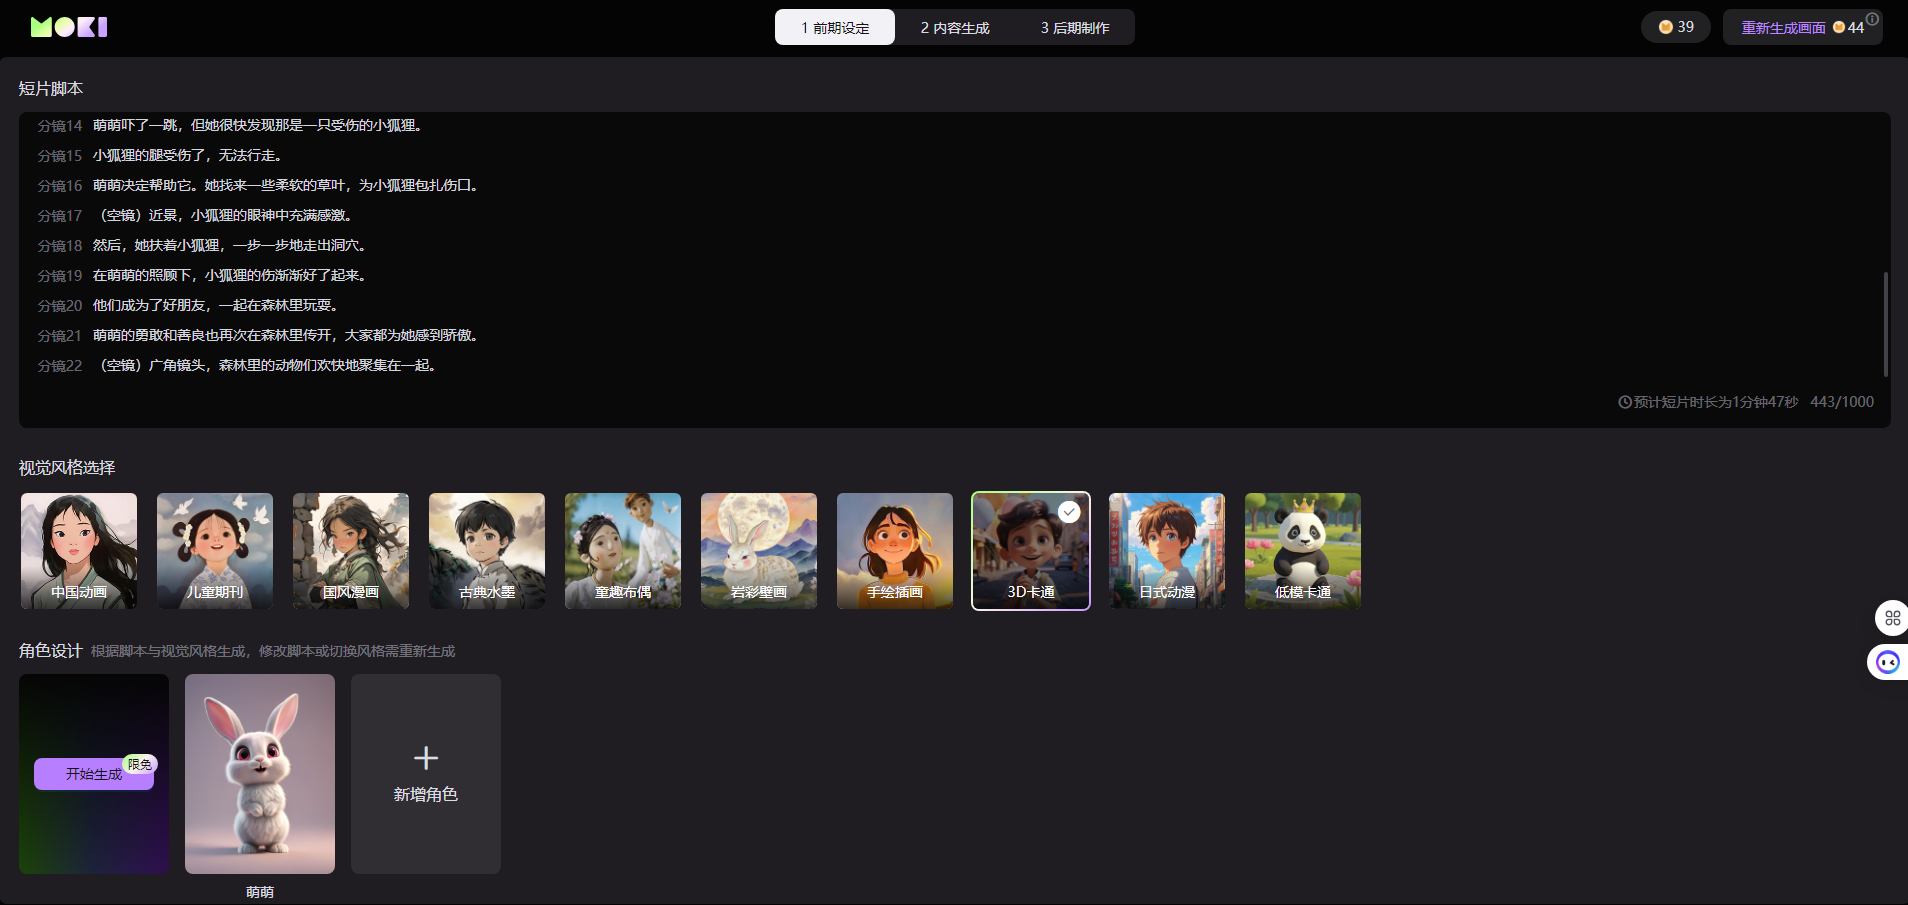 MOKI
1 前期设定
2 内容生成
3 后期制作
39
重新生成画面 44
短片脚本
分镜14 萌萌吓了一跳，但她很快发现那是一只受伤的小狐狸。
分镜15 小狐狸的腿受伤了，无法行走。
分镜16 萌萌决定帮助它。她找来一些柔软的草叶，为小狐狸包扎伤口。
分镜17 （空镜）近景，小狐狸的眼神中充满感激。
分镜18 然后，她扶着小狐狸，一步一步地走出洞穴。
分镜19 在萌萌的照顾下，小狐狸的伤渐渐好了起来。
分镜20 他们成为了好朋友，一起在森林里玩耍。
分镜21 萌萌的勇敢和善良也再次在森林里传开，大家都为她感到骄傲。
分镜22 （空镜）广角镜头，森林里的动物们欢快地聚集在一起。
预计短片时长为1分钟47秒 443/1000
视觉风格选择
中国动画
儿童期刊
国风漫画
古典水墨
童趣布偶
岩彩壁画
手绘插画
3D卡通
日式动漫
低模卡通
角色设计 根据脚本与视觉风格生成，修改脚本或切换风格需重新生成
限免
开始生成
新增角色
萌萌